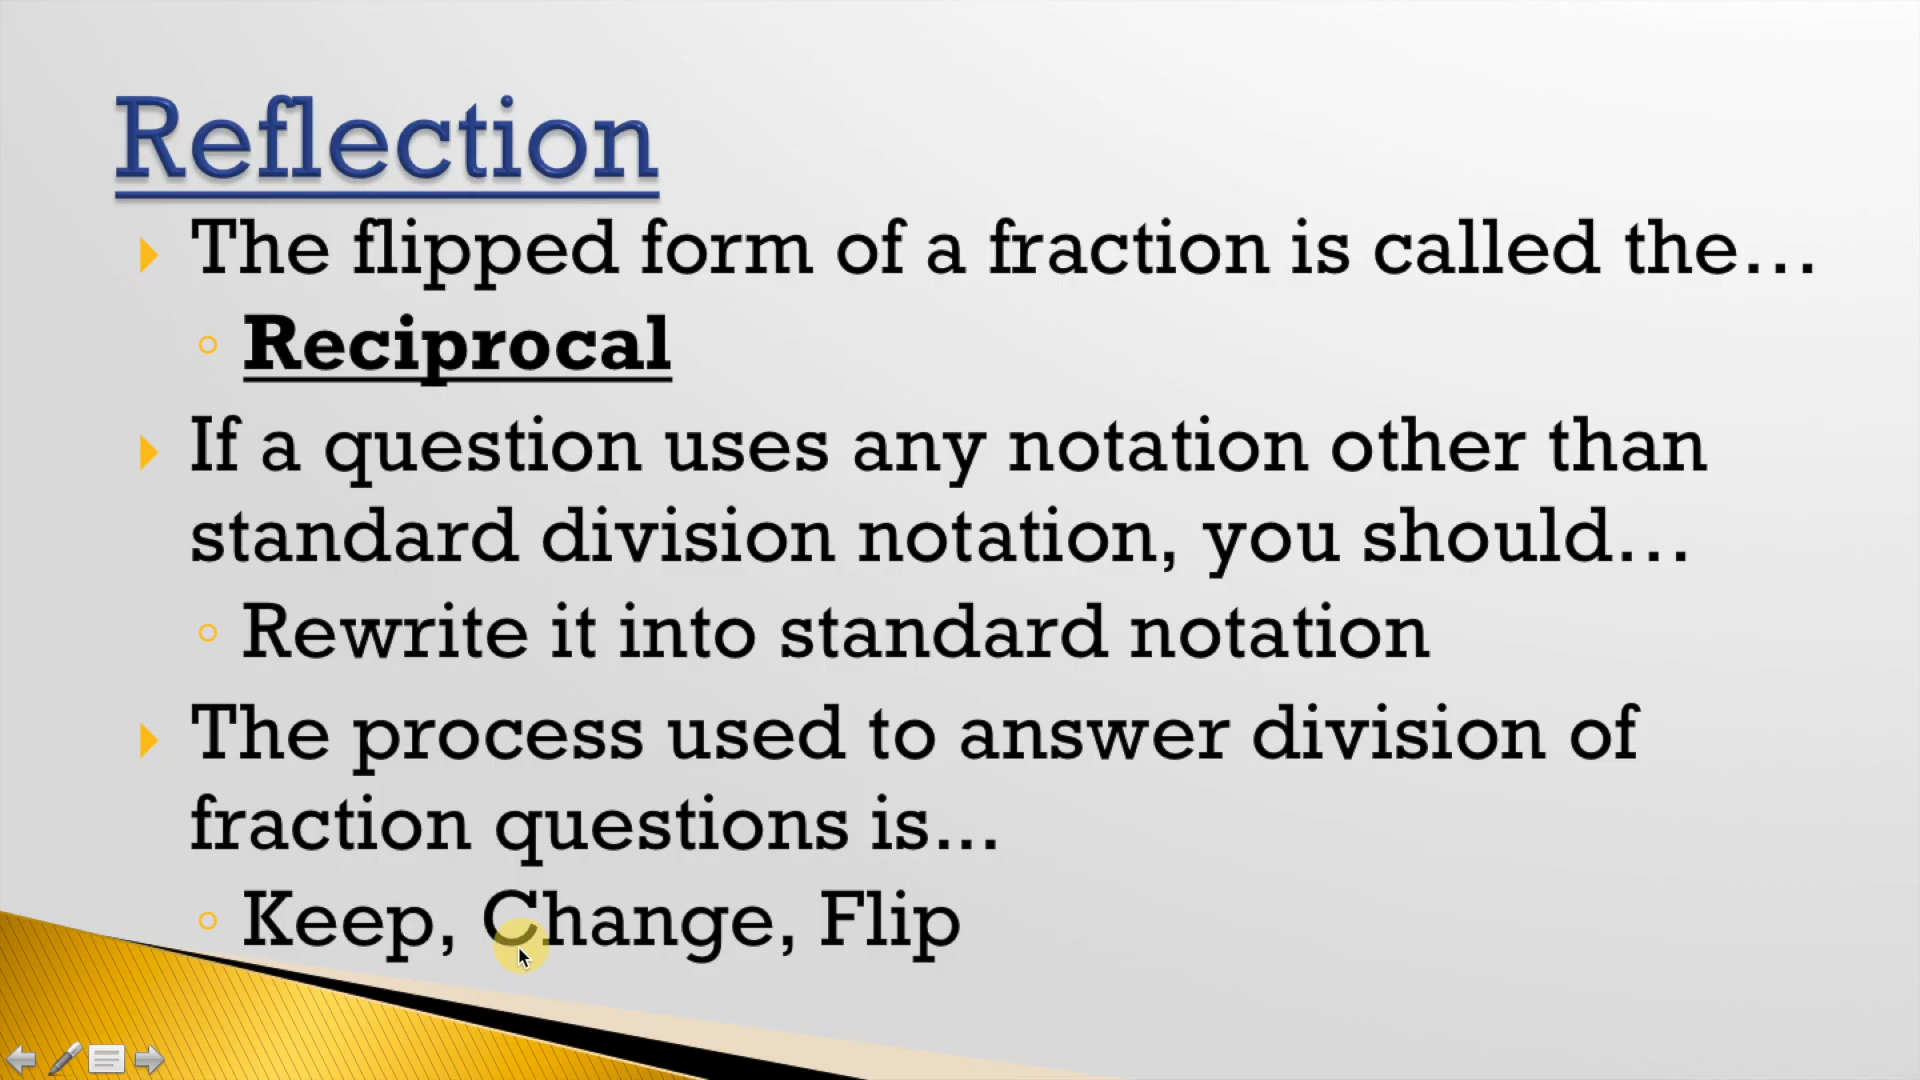 Reflection
The flipped form of a fraction is called the...
Reciprocal
If a question uses any notation other than
standard division notation, you should...
Rewrite it into standard notation
The process used to answer division of
fraction questions is...
Keep, Change, Flip